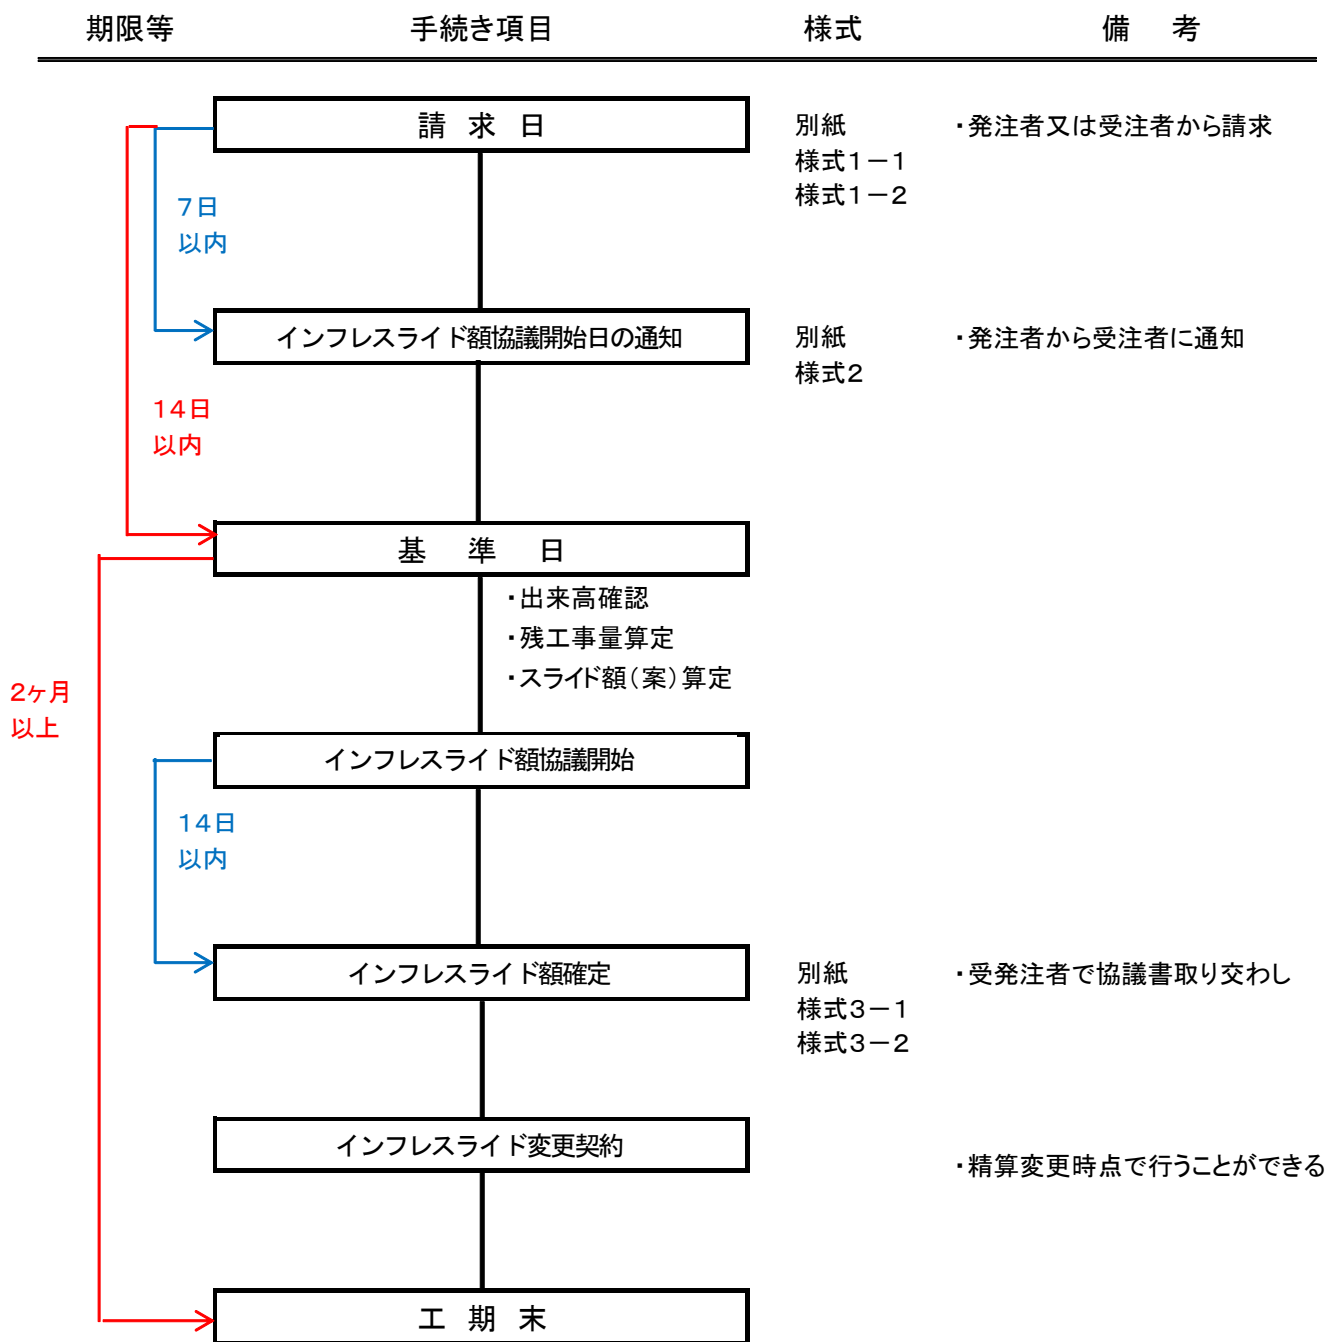 期限等 手続き項目 様式 備 考
請 求 日 別紙 ・発注者又は受注者から請求
様式1－1
様式1－2
7日
以内
インフレスライド額協議開始日の通知 別紙 ・発注者から受注者に通知
様式2
14日
以内
基 準 日
・出来高確認
・残工事量算定
・スライド額（案）算定
2ヶ月
以上
インフレスライド額協議開始
14日
以内
インフレスライド額確定 別紙 ・受発注者で協議書取り交わし
様式3－1
様式3－2
インフレスライド変更契約
・精算変更時点で行うことができる
工 期 末